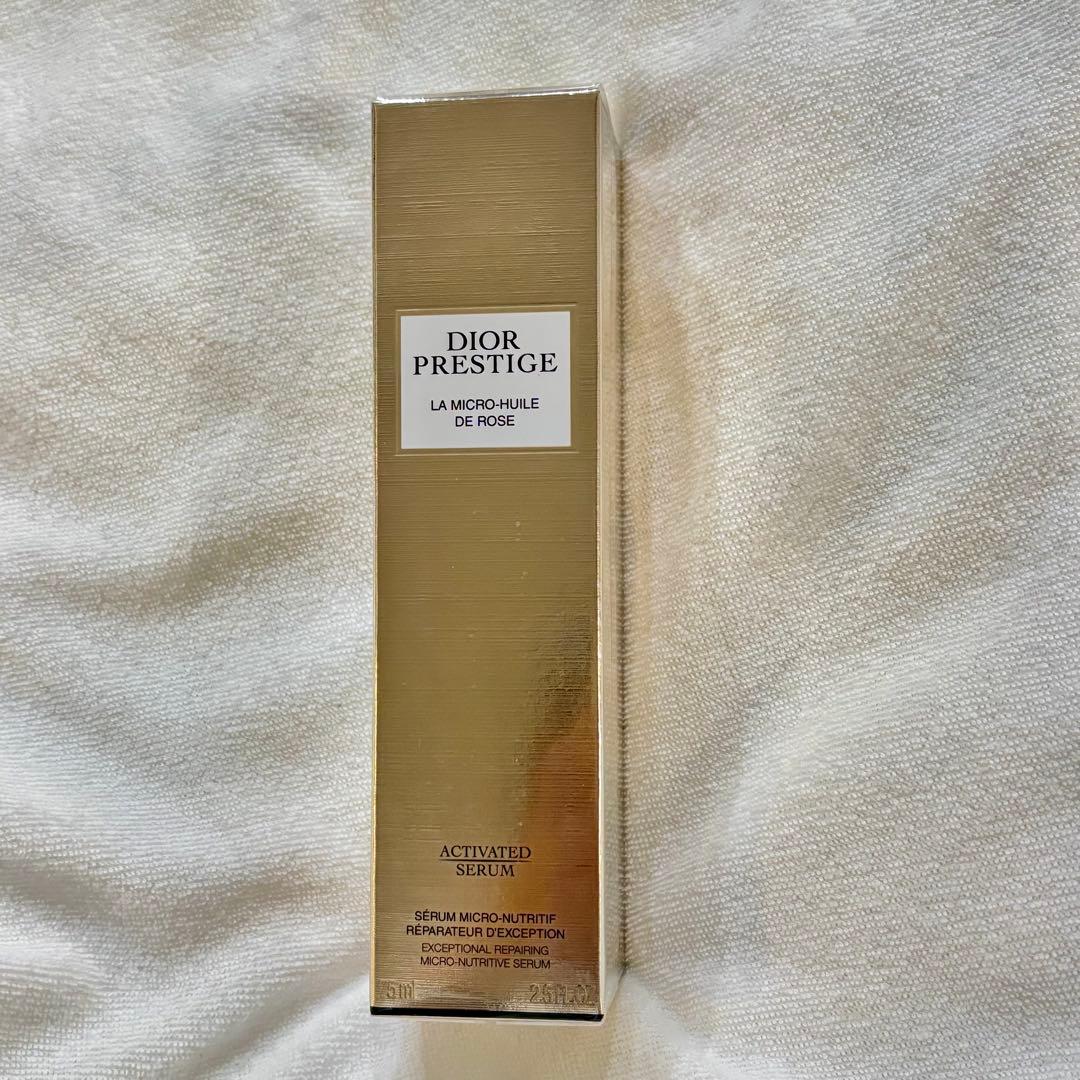 DIOR
PRESTIGE
LA MICRO-HUILE
DE ROSE
ACTIVATED
SERUM
SÉRUM MICRO-NUTRITIF
RÉPARATEUR D'EXCEPTION
EXCEPTIONAL REPAIRING
MICRO-NUTRITIVE SERUM
5ml 2.5 FL.OZ